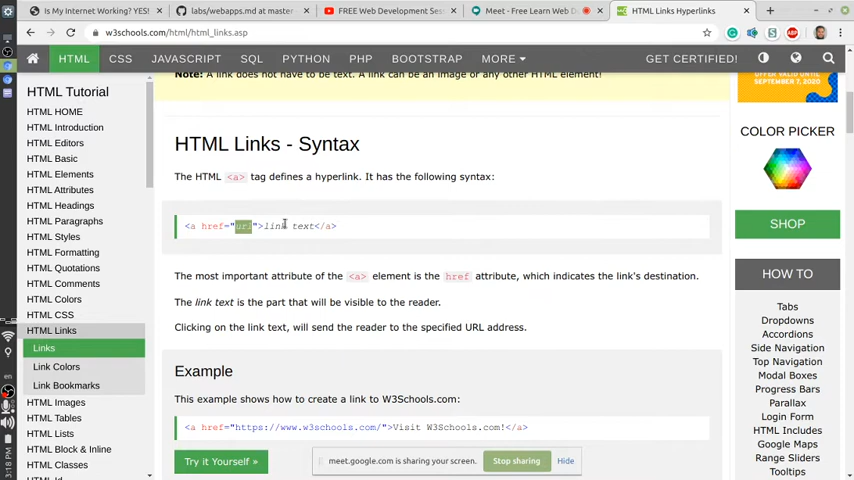 Is My Internet Working? YES!
labs/webapps.md at master
FREE Web Development Ses
Meet - Free Learn Web D
HTML Links Hyperlinks
w3schools.com/html/html_links.asp
HTML CSS JAVASCRIPT SQL PYTHON PHP BOOTSTRAP MORE GET CERTIFIED!
HTML Tutorial
HTML HOME
HTML Introduction
HTML Editors
HTML Basic
HTML Elements
HTML Attributes
HTML Headings
HTML Paragraphs
HTML Styles
HTML Formatting
HTML Quotations
HTML Comments
HTML Colors
HTML CSS
HTML Links
Links
Link Colors
Link Bookmarks
HTML Images
HTML Tables
HTML Lists
HTML Block & Inline
HTML Classes
HTML Id
Note: A link does not have to be text. A link can be an image or any other HTML element!
HTML Links - Syntax
The HTML <a> tag defines a hyperlink. It has the following syntax:
<a href="url">link text</a>
The most important attribute of the <a> element is the href attribute, which indicates the link's destination.
The link text is the part that will be visible to the reader.
Clicking on the link text, will send the reader to the specified URL address.
Example
This example shows how to create a link to W3Schools.com:
<a href="https://www.w3schools.com/">Visit W3Schools.com!</a>
Try it Yourself »
meet.google.com is sharing your screen. Stop sharing Hide
OFFER VALID UNTIL
SEPTEMBER 7, 2020
COLOR PICKER
SHOP
HOW TO
Tabs
Dropdowns
Accordions
Side Navigation
Top Navigation
Modal Boxes
Progress Bars
Parallax
Login Form
HTML Includes
Google Maps
Range Sliders
Tooltips
3:18 PM